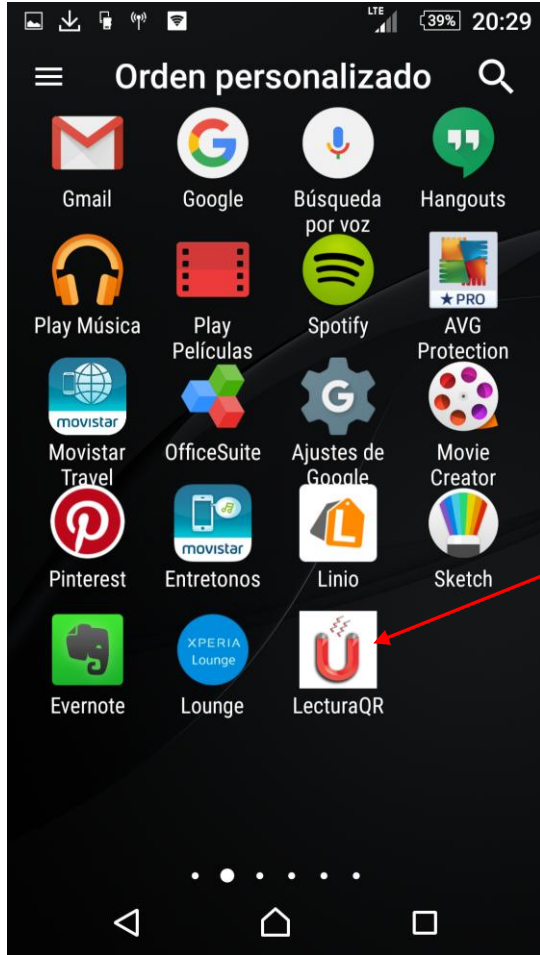 LTE
39% 20:29
Orden personalizado
Gmail Google Búsqueda por voz Hangouts
★ PRO
Play Música Play Películas Spotify AVG Protection
movistar
Movistar Travel OfficeSuite Ajustes de Google Movie Creator
movistar
Pinterest Entretonos Linio Sketch
XPERIA
Lounge
Evernote Lounge LecturaQR